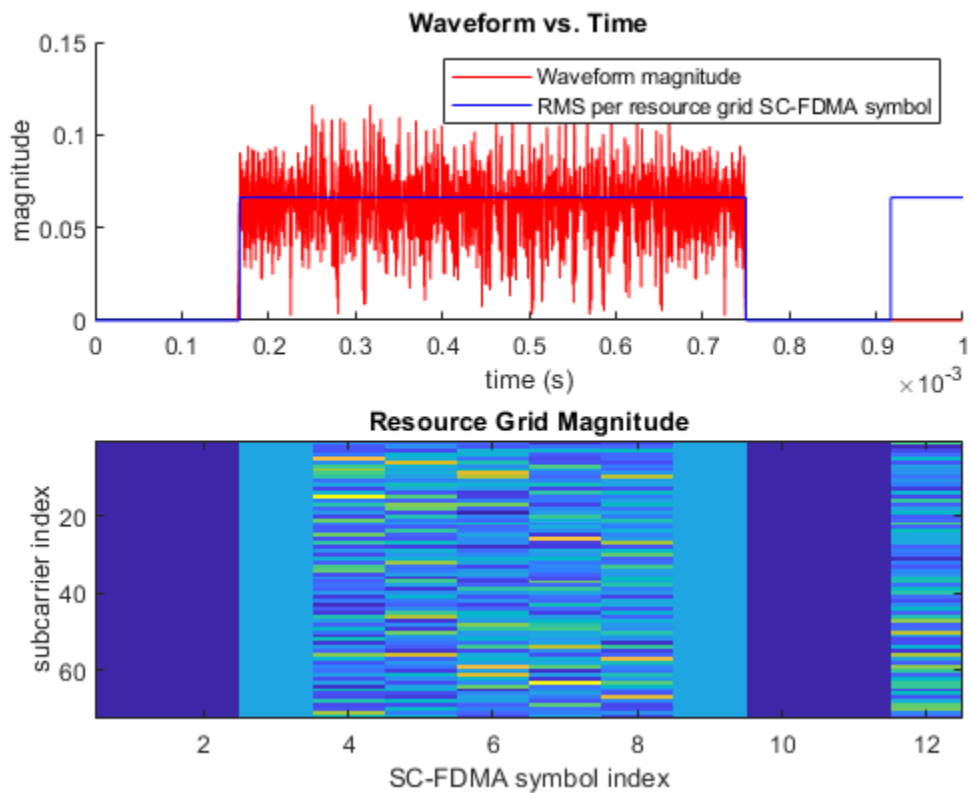 Waveform vs. Time
0.15
0.1
0.05
0
magnitude
Waveform magnitude
RMS per resource grid SC-FDMA symbol
0 0.1 0.2 0.3 0.4 0.5 0.6 0.7 0.8 0.9 1
time (s)
×10⁻³
Resource Grid Magnitude
20
40
60
subcarrier index
2 4 6 8 10 12
SC-FDMA symbol index